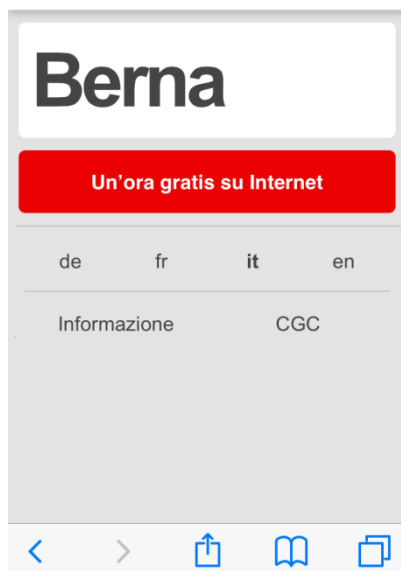 Berna
Un’ora gratis su Internet
de fr it en
Informazione CGC